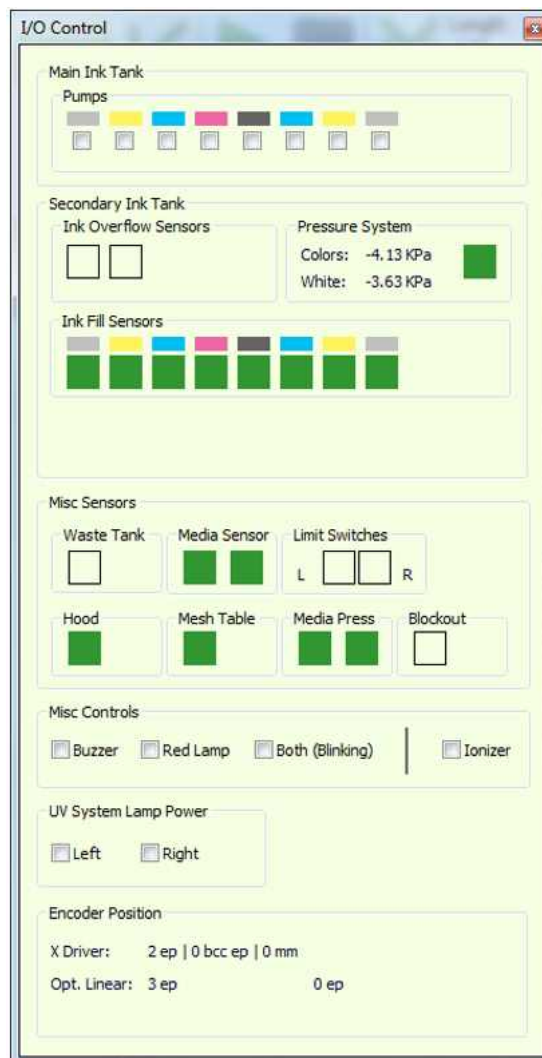 I/O Control
Main Ink Tank
Pumps
Secondary Ink Tank
Ink Overflow Sensors
Pressure System
Colors: -4.13 KPa
White: -3.63 KPa
Ink Fill Sensors
Misc Sensors
Waste Tank
Media Sensor
Limit Switches
L R
Hood
Mesh Table
Media Press
Blockout
Misc Controls
Buzzer Red Lamp Both (Blinking) Ionizer
UV System Lamp Power
Left Right
Encoder Position
X Driver: 2 ep | 0 bcc ep | 0 mm
Opt. Linear: 3 ep 0 ep